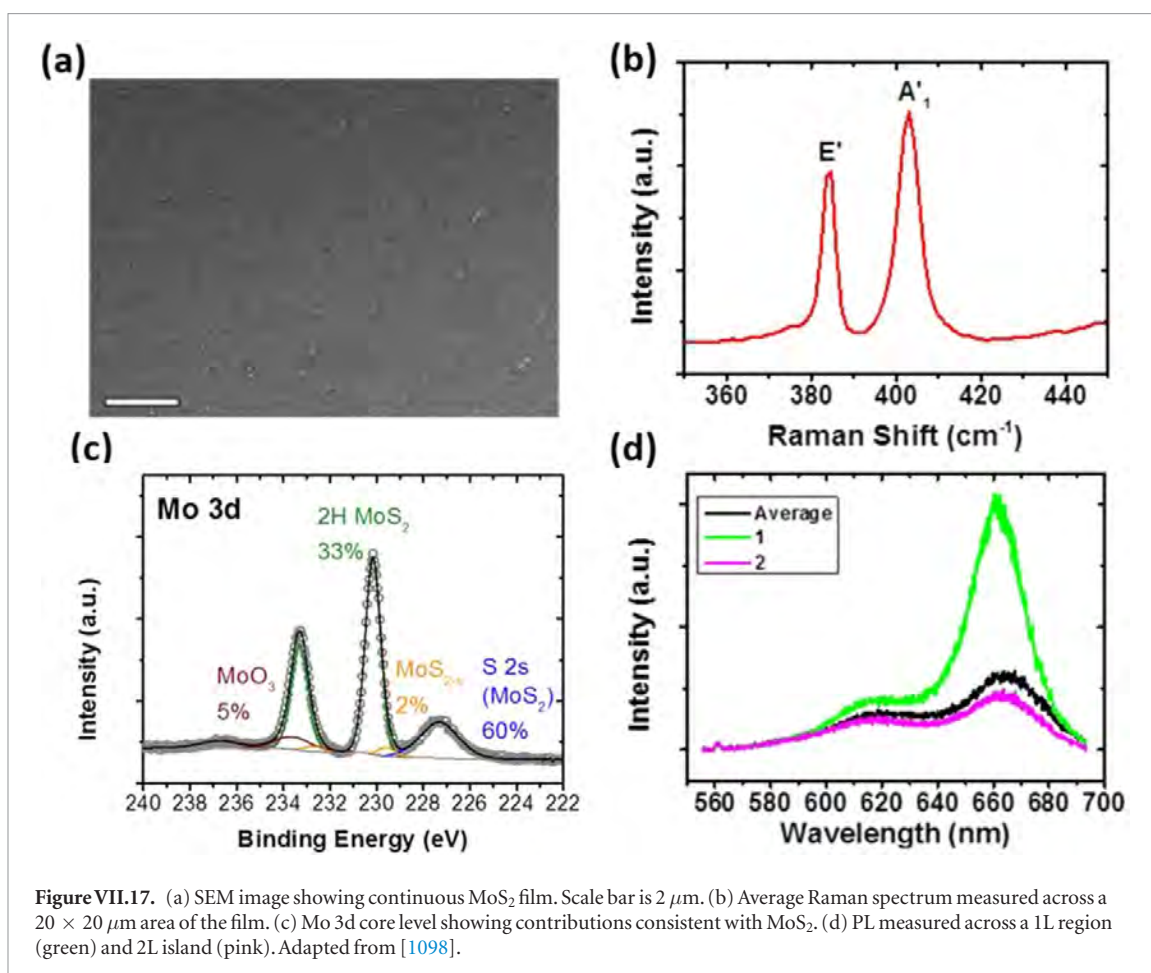 (a)
(b)
A'1
E'
Intensity (a.u.)
360 380 400 420 440
Raman Shift (cm-1)
(c)
Mo 3d
2H MoS2
33%
MoO3
5%
MoS2-x
2%
S 2s
(MoS2)
60%
Intensity (a.u.)
240 238 236 234 232 230 228 226 224 222
Binding Energy (eV)
(d)
Average
1
2
Intensity (a.u.)
560 580 600 620 640 660 680 700
Wavelength (nm)
Figure VII.17. (a) SEM image showing continuous MoS2 film. Scale bar is 2 μm. (b) Average Raman spectrum measured across a
20 × 20 μm area of the film. (c) Mo 3d core level showing contributions consistent with MoS2. (d) PL measured across a 1L region
(green) and 2L island (pink). Adapted from [1098].